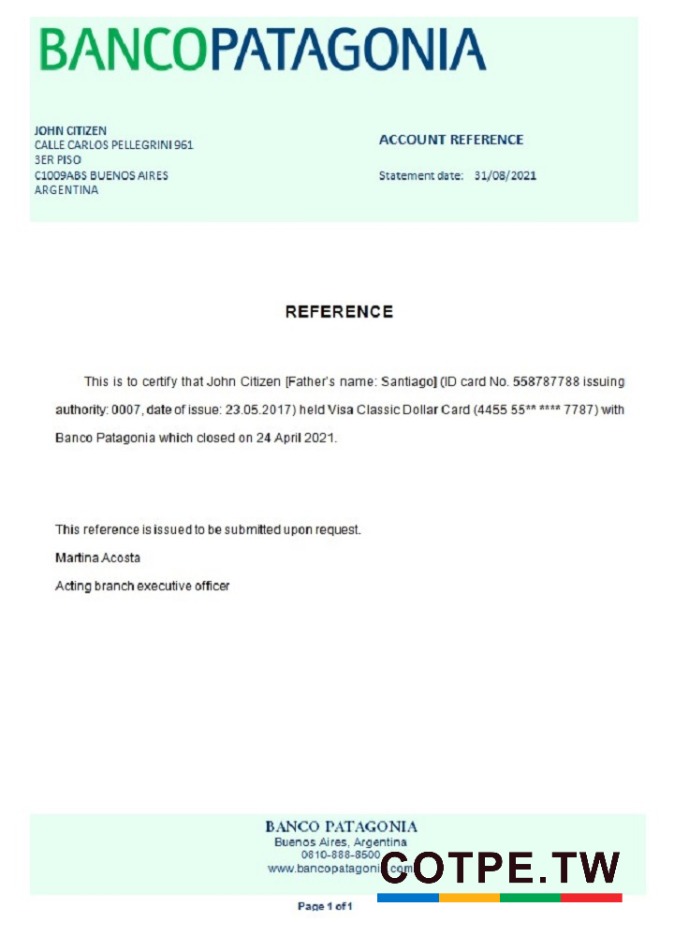 BANCOPATAGONIA
JOHN CITIZEN
CALLE CARLOS PELLEGRINI 961
3ER PISO
C1009ABS BUENOS AIRES
ARGENTINA
ACCOUNT REFERENCE
Statement date: 31/08/2021
REFERENCE
This is to certify that John Citizen [Father's name: Santiago] (ID card No. 558787788 issuing
authority: 0007, date of issue: 23.05.2017) held Visa Classic Dollar Card (4455 55** **** 7787) with
Banco Patagonia which closed on 24 April 2021.
This reference is issued to be submitted upon request.
Martina Acosta
Acting branch executive officer
BANCO PATAGONIA
Buenos Aires, Argentina
0810-888-8500
www.bancopatagoni.com
COTPE.TW
Page 1 of 1